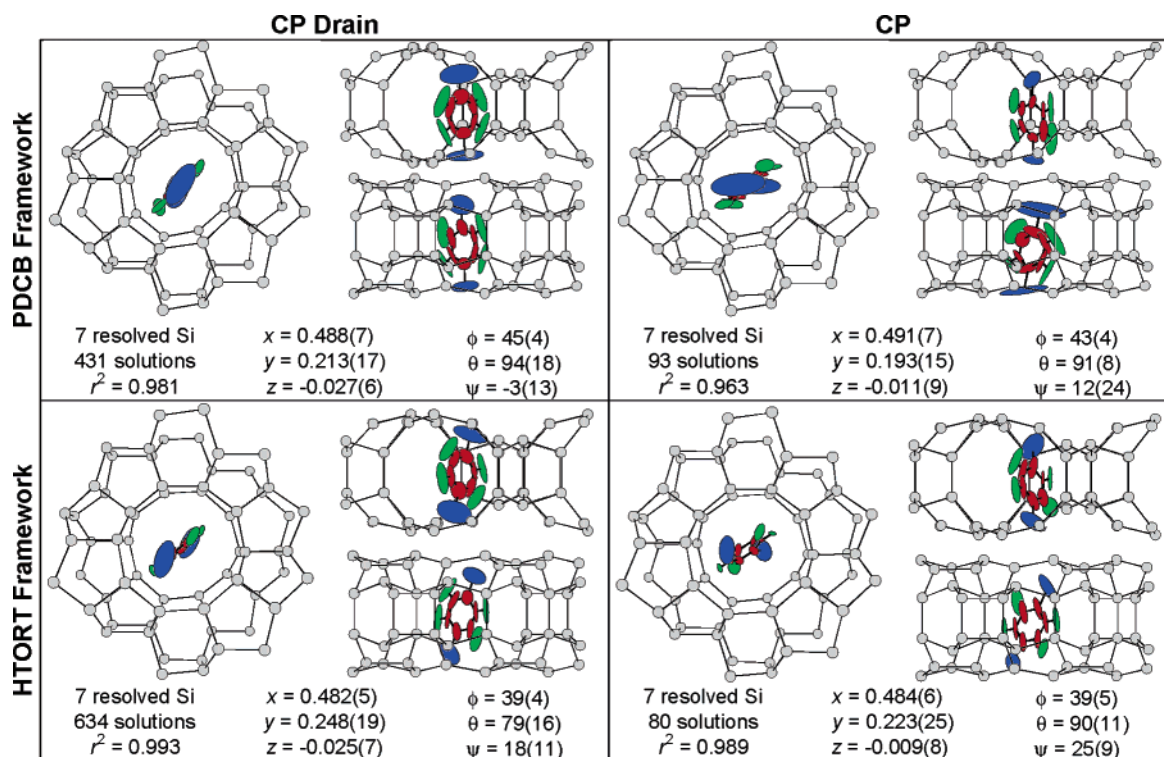 CP Drain
CP
PDCB Framework
7 resolved Si
431 solutions
r² = 0.981
x = 0.488(7)
y = 0.213(17)
z = -0.027(6)
ϕ = 45(4)
θ = 94(18)
ψ = -3(13)
7 resolved Si
93 solutions
r² = 0.963
x = 0.491(7)
y = 0.193(15)
z = -0.011(9)
ϕ = 43(4)
θ = 91(8)
ψ = 12(24)
HTORT Framework
7 resolved Si
634 solutions
r² = 0.993
x = 0.482(5)
y = 0.248(19)
z = -0.025(7)
ϕ = 39(4)
θ = 79(16)
ψ = 18(11)
7 resolved Si
80 solutions
r² = 0.989
x = 0.484(6)
y = 0.223(25)
z = -0.009(8)
ϕ = 39(5)
θ = 90(11)
ψ = 25(9)